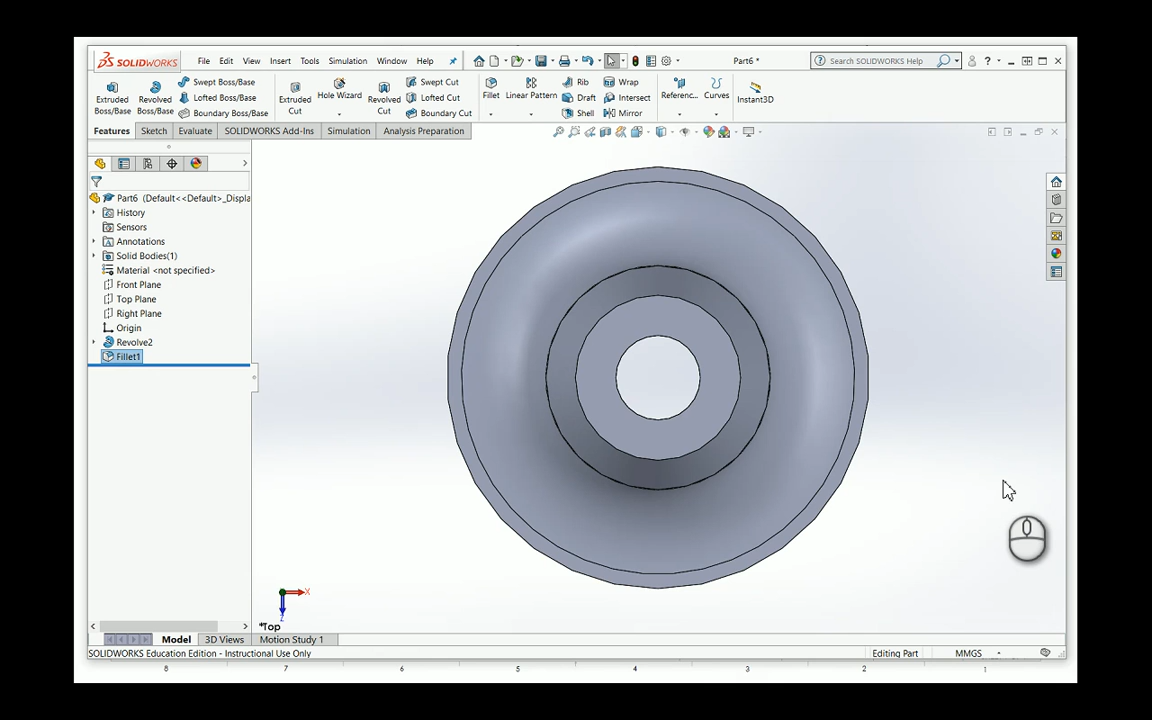 SOLIDWORKS File Edit View Insert Tools Simulation Window Help Part6 * Search SOLIDWORKS Help
Extruded Boss/Base
Revolved Boss/Base
Swept Boss/Base
Lofted Boss/Base
Boundary Boss/Base
Extruded Cut
Hole Wizard
Revolved Cut
Swept Cut
Lofted Cut
Boundary Cut
Fillet
Linear Pattern
Rib
Draft
Shell
Wrap
Intersect
Mirror
Referenc...
Curves
Instant3D
Features Sketch Evaluate SOLIDWORKS Add-Ins Simulation Analysis Preparation
Part6 (Default<<Default>_Displa
History
Sensors
Annotations
Solid Bodies(1)
Material <not specified>
Front Plane
Top Plane
Right Plane
Origin
Revolve2
Fillet1
X
Z
*Top
Model 3D Views Motion Study 1
SOLIDWORKS Education Edition - Instructional Use Only Editing Part MMGS
8 7 6 5 4 3 2 1